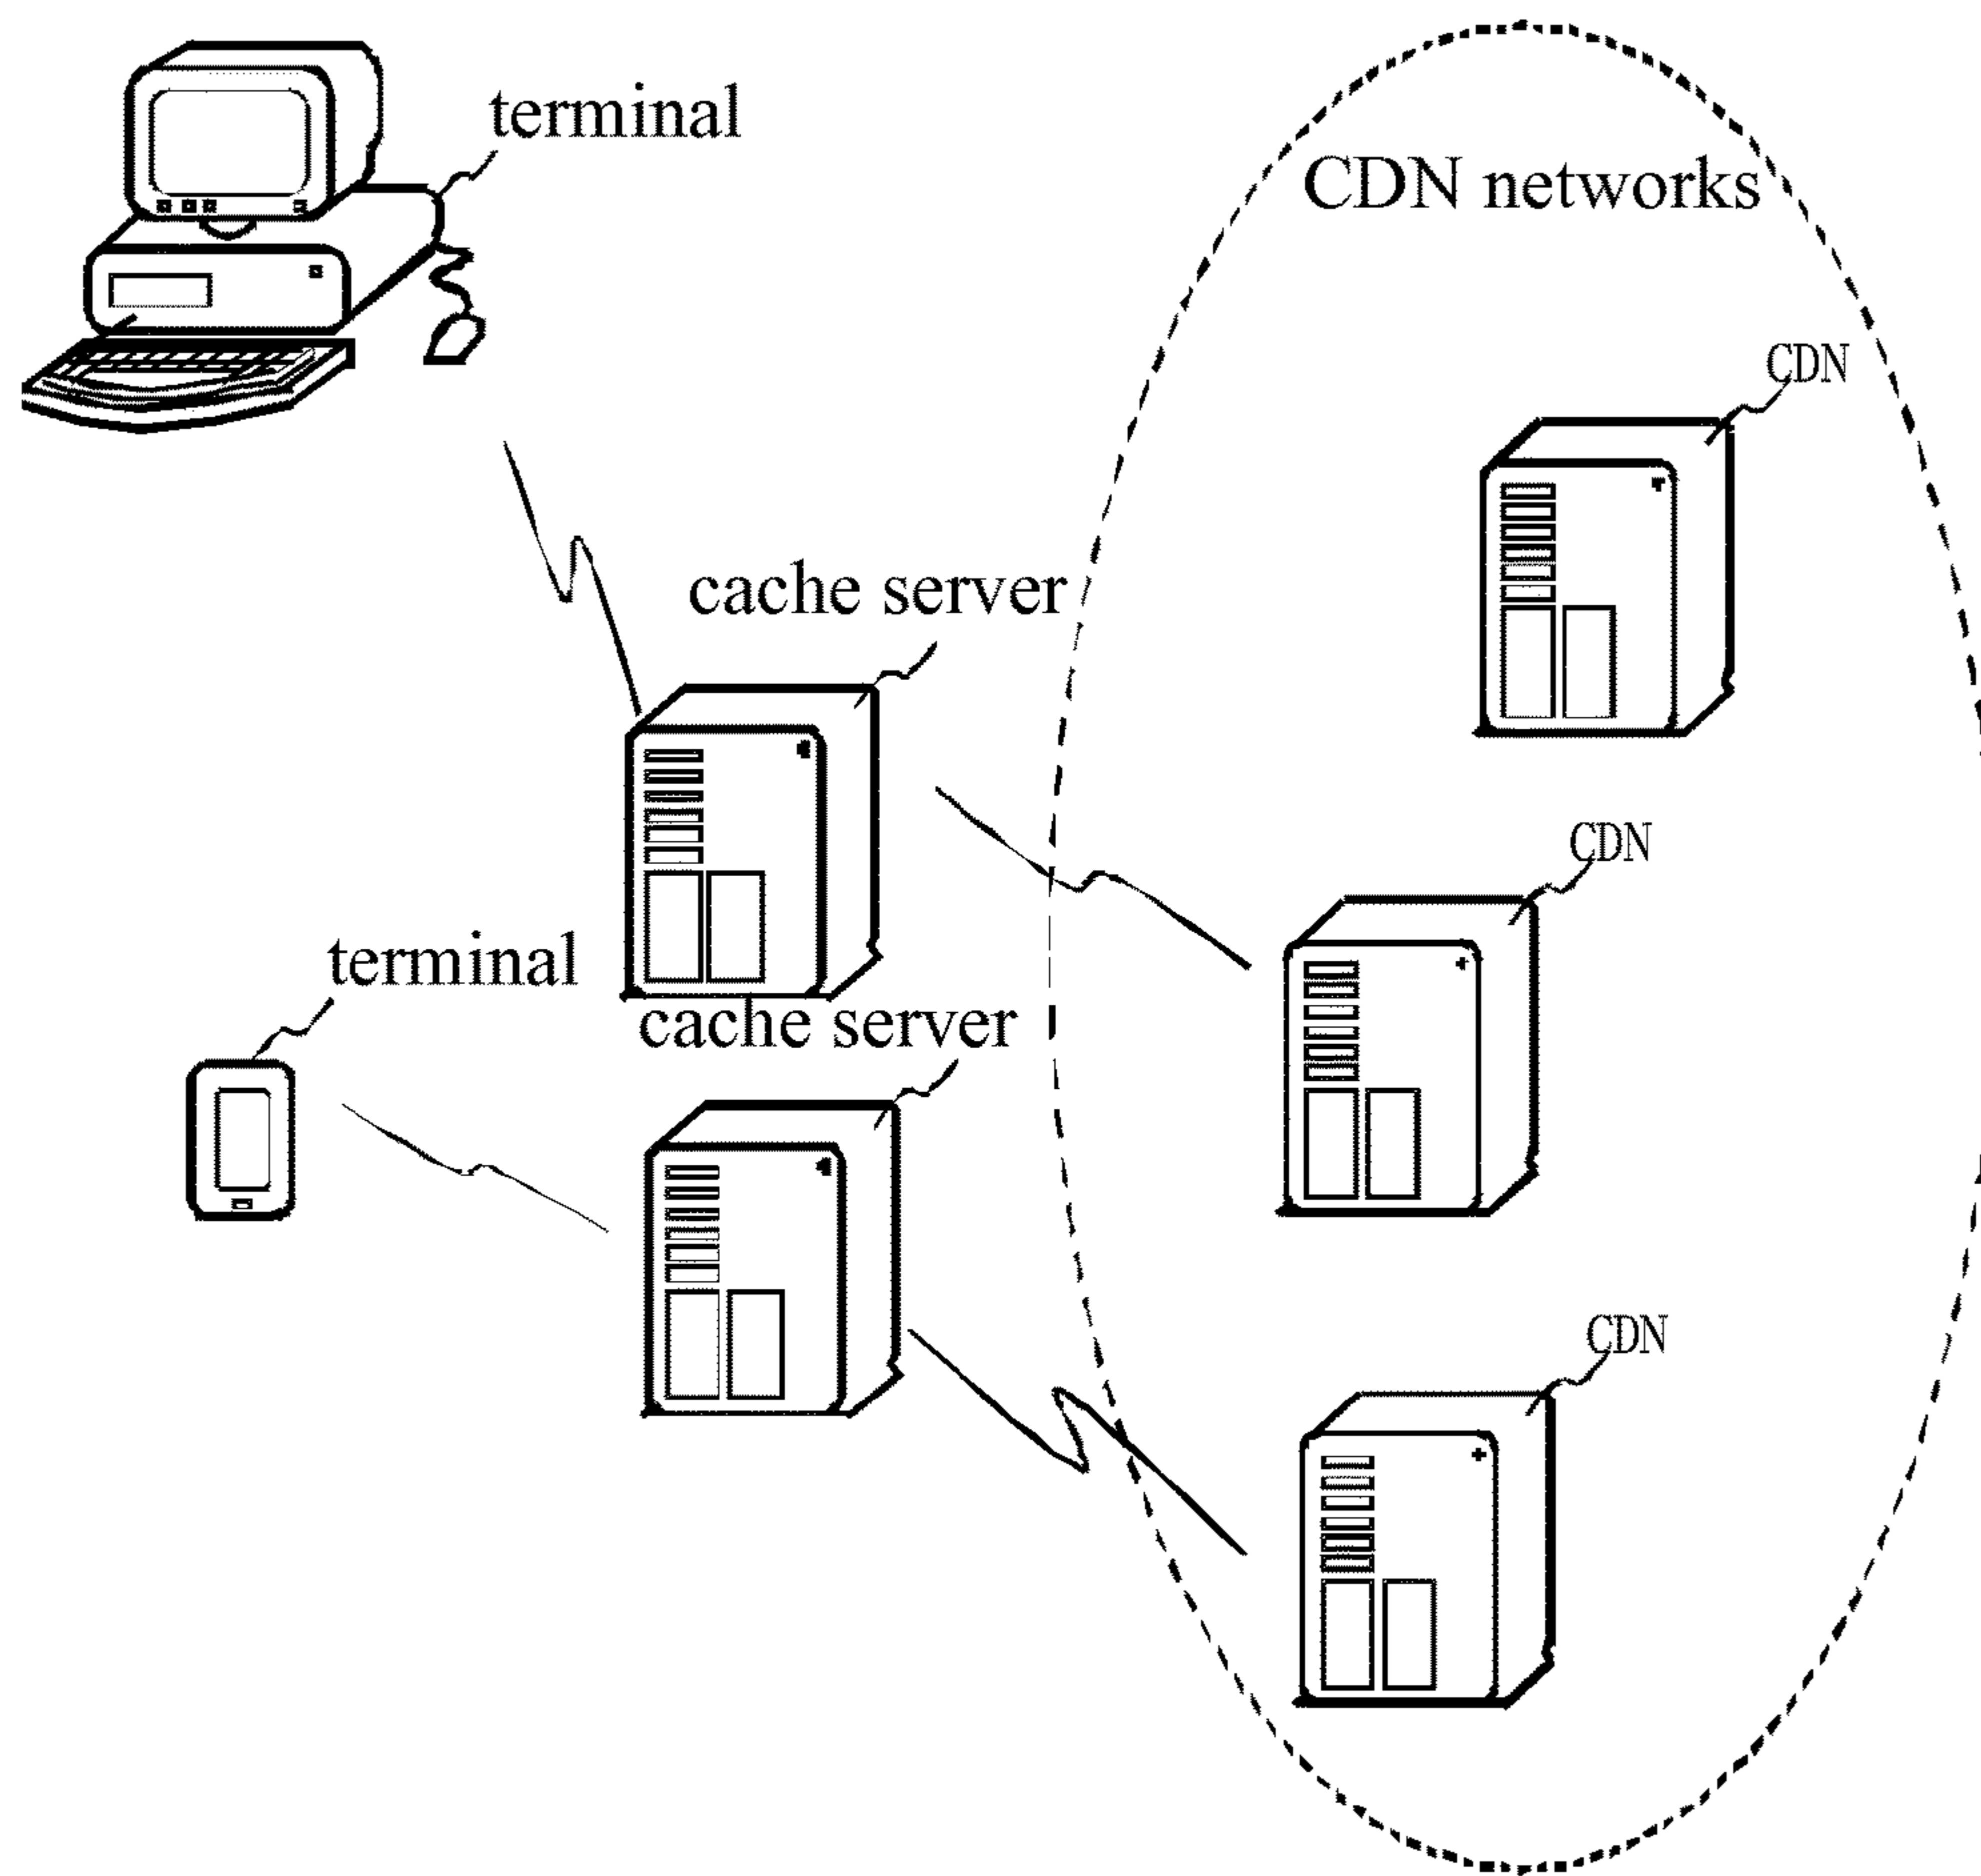 terminal
CDN networks
CDN
cache server
CDN
terminal
cache server
CDN